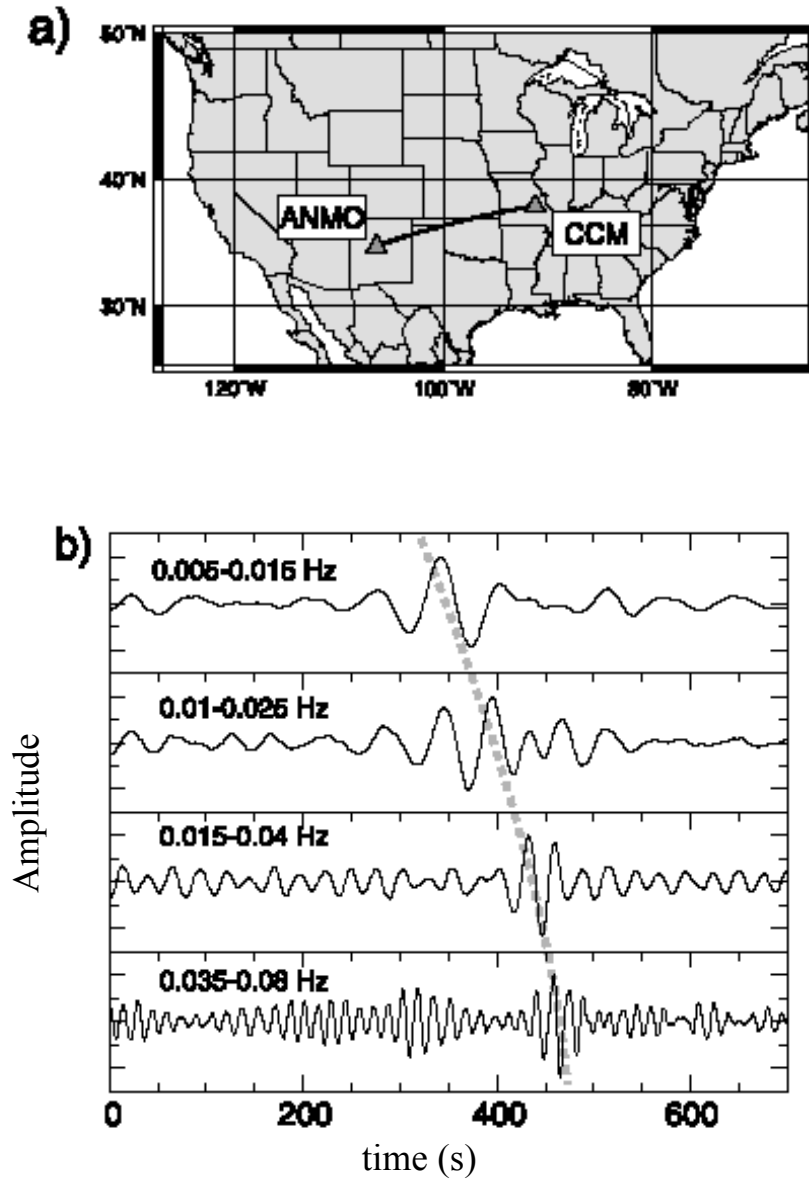 a)
50°N
40°N
30°N
ANMO
CCM
120°W 100°W 80°W
b)
0.005-0.015 Hz
0.01-0.025 Hz
0.015-0.04 Hz
0.035-0.08 Hz
Amplitude
0 200 400 600
time (s)